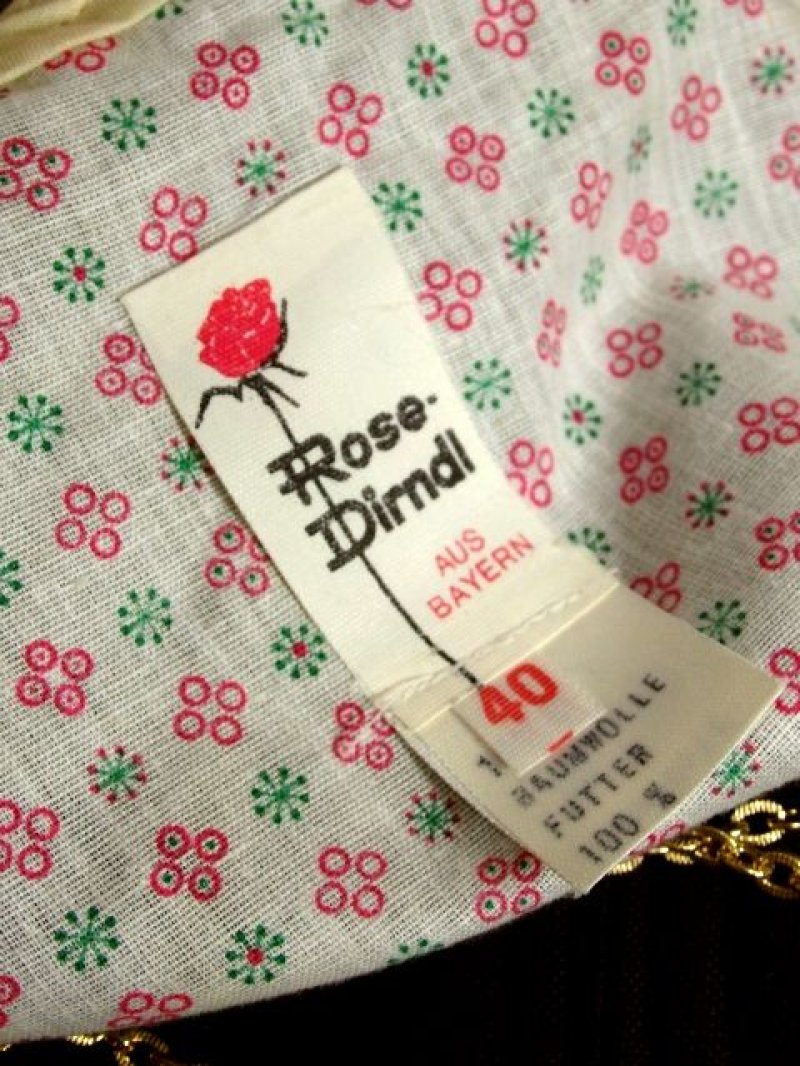 Rose-
Dirndl
AUS
BAYERN
40
BAUMWOLLE
FUTTER
100 %